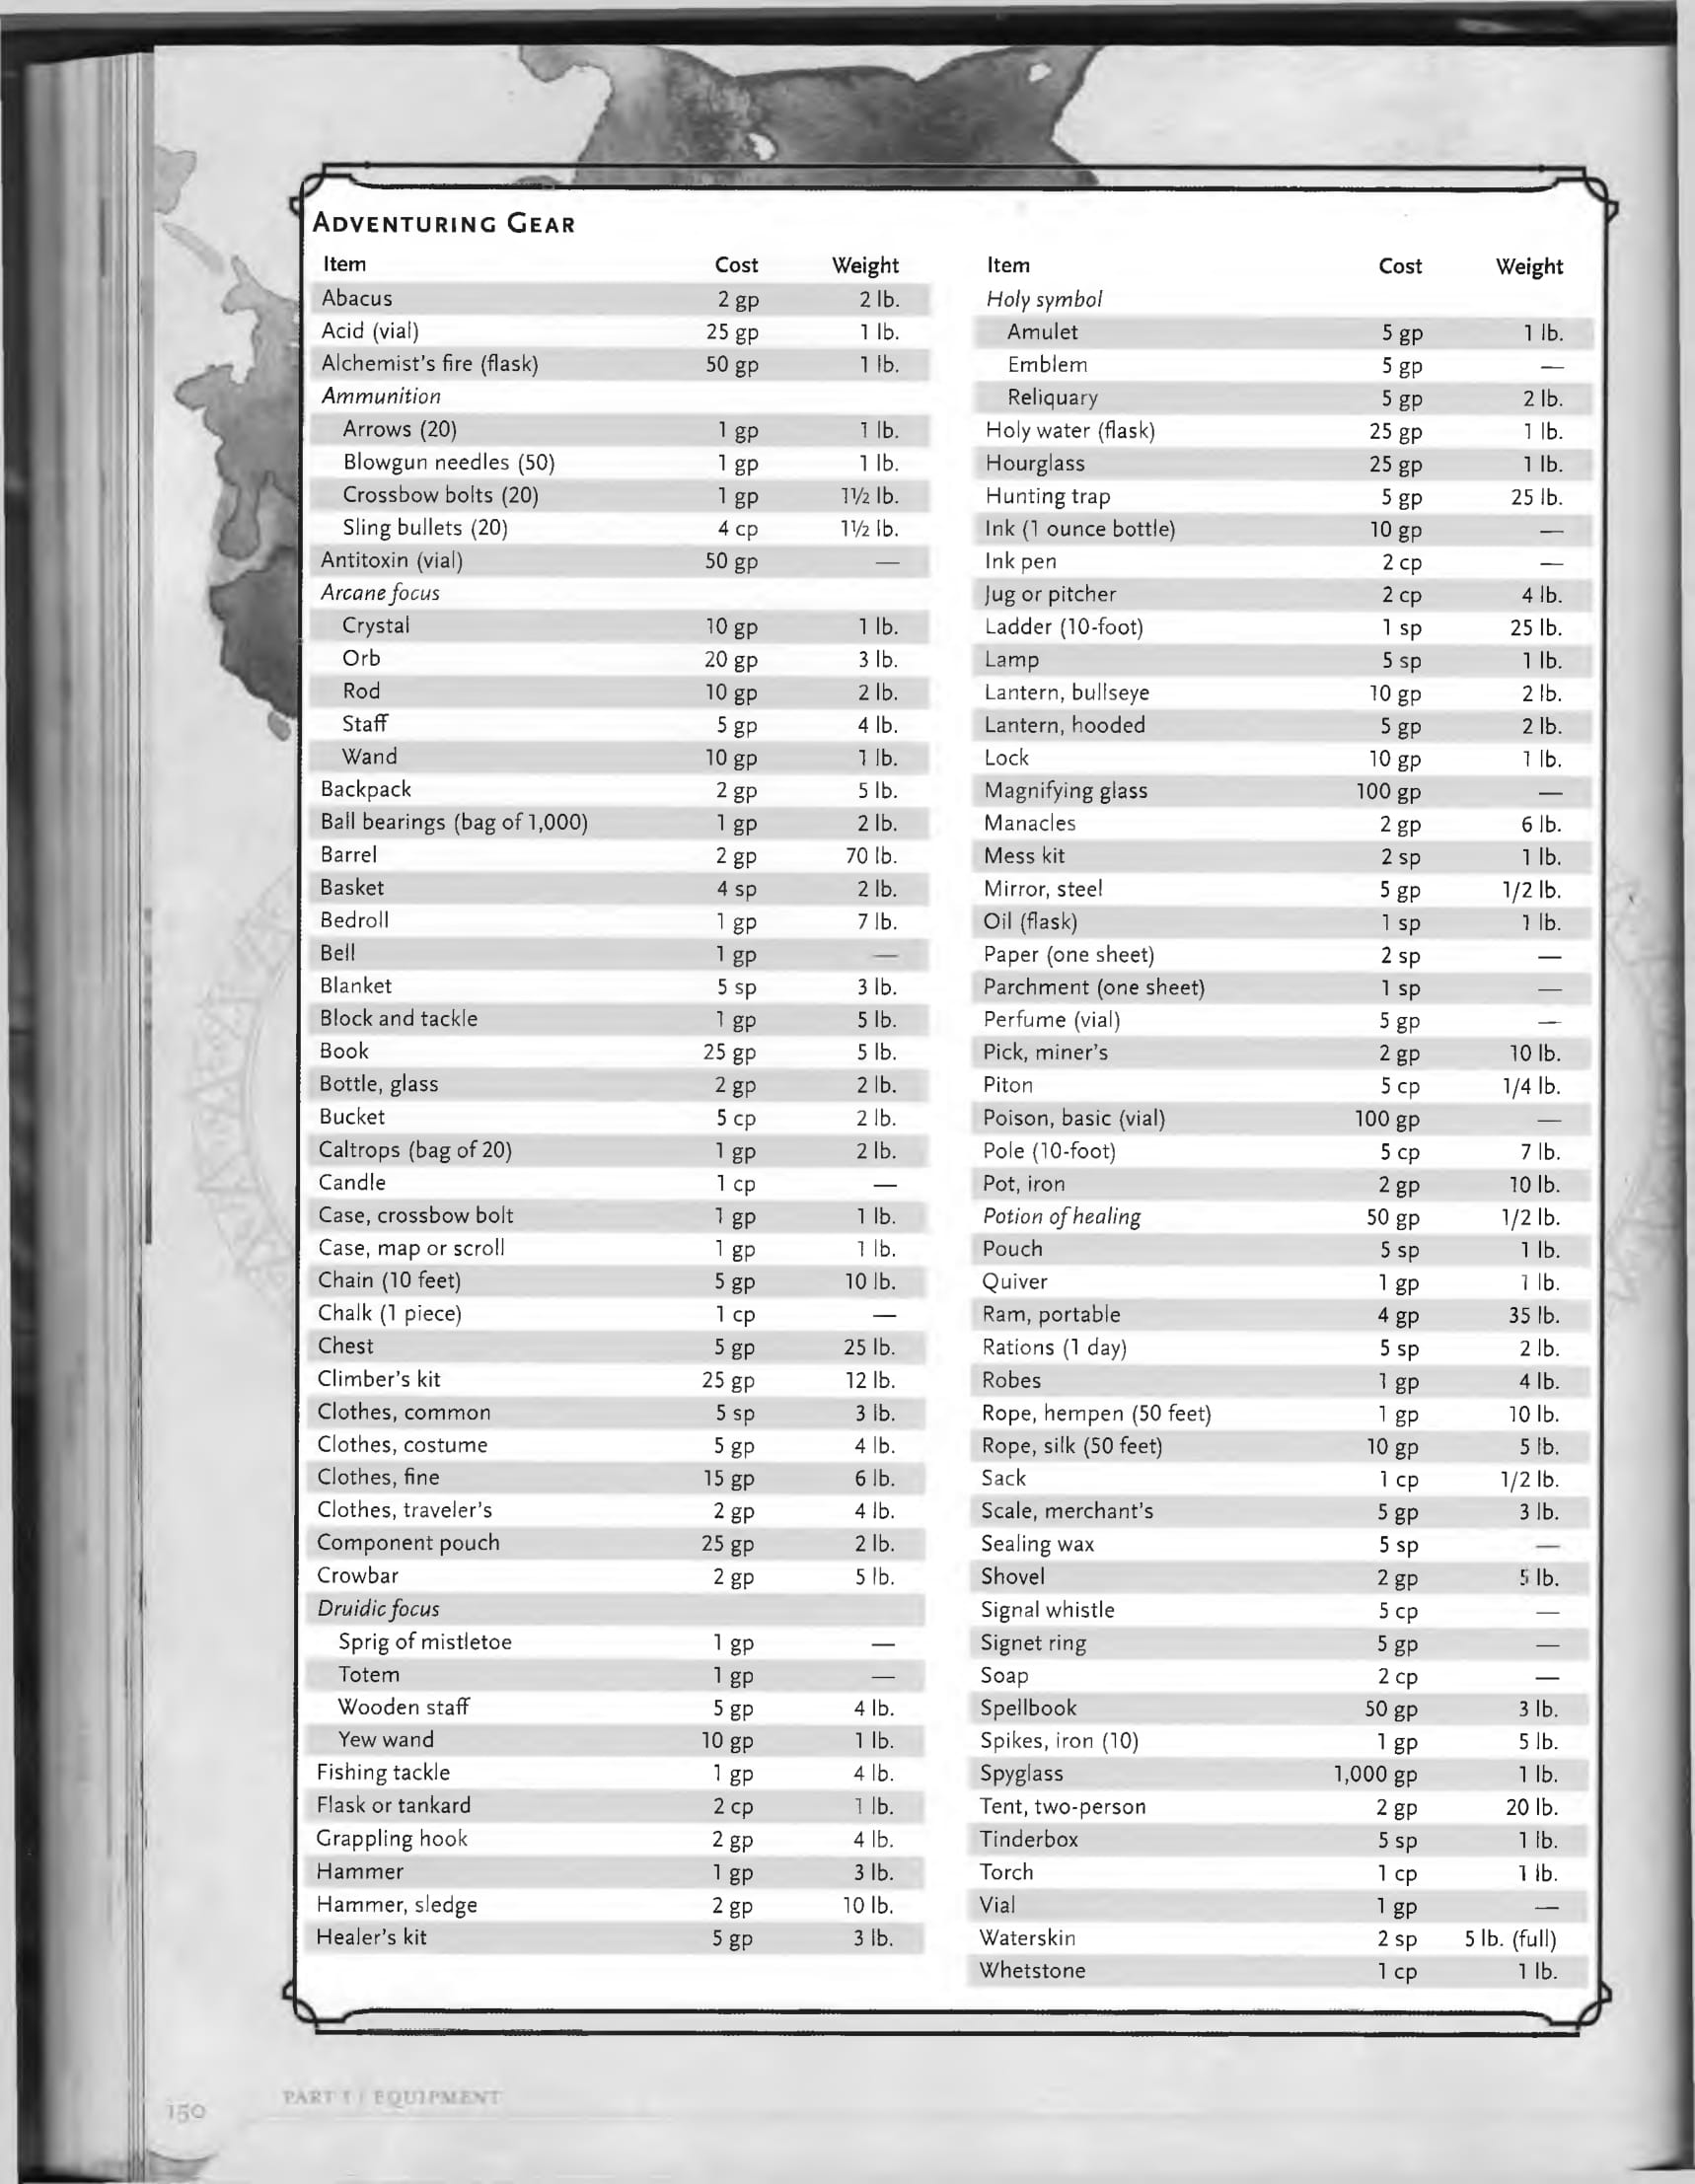 ADVENTURING GEAR
Item Cost Weight
Abacus 2 gp 2 lb.
Acid (vial) 25 gp 1 lb.
Alchemist's fire (flask) 50 gp 1 lb.
Ammunition
Arrows (20) 1 gp 1 lb.
Blowgun needles (50) 1 gp 1 lb.
Crossbow bolts (20) 1 gp 1½ lb.
Sling bullets (20) 4 cp 1½ lb.
Antitoxin (vial) 50 gp —
Arcane focus
Crystal 10 gp 1 lb.
Orb 20 gp 3 lb.
Rod 10 gp 2 lb.
Staff 5 gp 4 lb.
Wand 10 gp 1 lb.
Backpack 2 gp 5 lb.
Ball bearings (bag of 1,000) 1 gp 2 lb.
Barrel 2 gp 70 lb.
Basket 4 sp 2 lb.
Bedroll 1 gp 7 lb.
Bell 1 gp —
Blanket 5 sp 3 lb.
Block and tackle 1 gp 5 lb.
Book 25 gp 5 lb.
Bottle, glass 2 gp 2 lb.
Bucket 5 cp 2 lb.
Caltrops (bag of 20) 1 gp 2 lb.
Candle 1 cp —
Case, crossbow bolt 1 gp 1 lb.
Case, map or scroll 1 gp 1 lb.
Chain (10 feet) 5 gp 10 lb.
Chalk (1 piece) 1 cp —
Chest 5 gp 25 lb.
Climber's kit 25 gp 12 lb.
Clothes, common 5 sp 3 lb.
Clothes, costume 5 gp 4 lb.
Clothes, fine 15 gp 6 lb.
Clothes, traveler's 2 gp 4 lb.
Component pouch 25 gp 2 lb.
Crowbar 2 gp 5 lb.
Druidic focus
Sprig of mistletoe 1 gp —
Totem 1 gp —
Wooden staff 5 gp 4 lb.
Yew wand 10 gp 1 lb.
Fishing tackle 1 gp 4 lb.
Flask or tankard 2 cp 1 lb.
Grappling hook 2 gp 4 lb.
Hammer 1 gp 3 lb.
Hammer, sledge 2 gp 10 lb.
Healer's kit 5 gp 3 lb.
Item Cost Weight
Holy symbol
Amulet 5 gp 1 lb.
Emblem 5 gp —
Reliquary 5 gp 2 lb.
Holy water (flask) 25 gp 1 lb.
Hourglass 25 gp 1 lb.
Hunting trap 5 gp 25 lb.
Ink (1 ounce bottle) 10 gp —
Ink pen 2 cp —
Jug or pitcher 2 cp 4 lb.
Ladder (10-foot) 1 sp 25 lb.
Lamp 5 sp 1 lb.
Lantern, bullseye 10 gp 2 lb.
Lantern, hooded 5 gp 2 lb.
Lock 10 gp 1 lb.
Magnifying glass 100 gp —
Manacles 2 gp 6 lb.
Mess kit 2 sp 1 lb.
Mirror, steel 5 gp 1/2 lb.
Oil (flask) 1 sp 1 lb.
Paper (one sheet) 2 sp —
Parchment (one sheet) 1 sp —
Perfume (vial) 5 gp —
Pick, miner's 2 gp 10 lb.
Piton 5 cp 1/4 lb.
Poison, basic (vial) 100 gp —
Pole (10-foot) 5 cp 7 lb.
Pot, iron 2 gp 10 lb.
Potion of healing 50 gp 1/2 lb.
Pouch 5 sp 1 lb.
Quiver 1 gp 1 lb.
Ram, portable 4 gp 35 lb.
Rations (1 day) 5 sp 2 lb.
Robes 1 gp 4 lb.
Rope, hempen (50 feet) 1 gp 10 lb.
Rope, silk (50 feet) 10 gp 5 lb.
Sack 1 cp 1/2 lb.
Scale, merchant's 5 gp 3 lb.
Sealing wax 5 sp —
Shovel 2 gp 5 lb.
Signal whistle 5 cp —
Signet ring 5 gp —
Soap 2 cp —
Spellbook 50 gp 3 lb.
Spikes, iron (10) 1 gp 5 lb.
Spyglass 1,000 gp 1 lb.
Tent, two-person 2 gp 20 lb.
Tinderbox 5 sp 1 lb.
Torch 1 cp 1 lb.
Vial 1 gp —
Waterskin 2 sp 5 lb. (full)
Whetstone 1 cp 1 lb.
PART 1 | EQUIPMENT
150